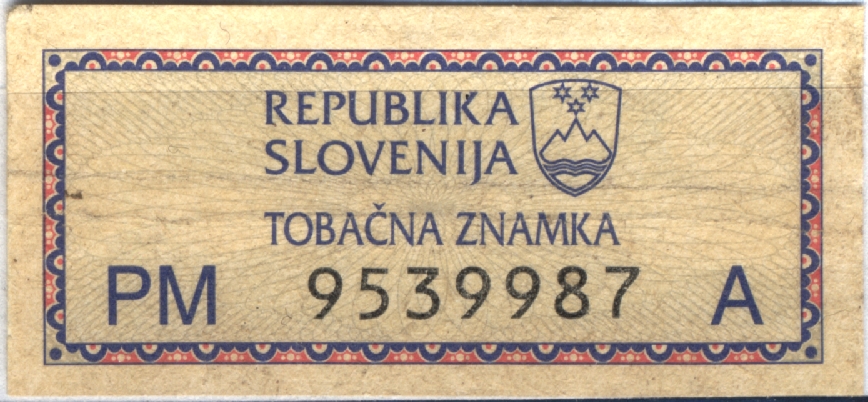 REPUBLIKA
SLOVENIJA
TOBAČNA ZNAMKA
PM 9539987 A